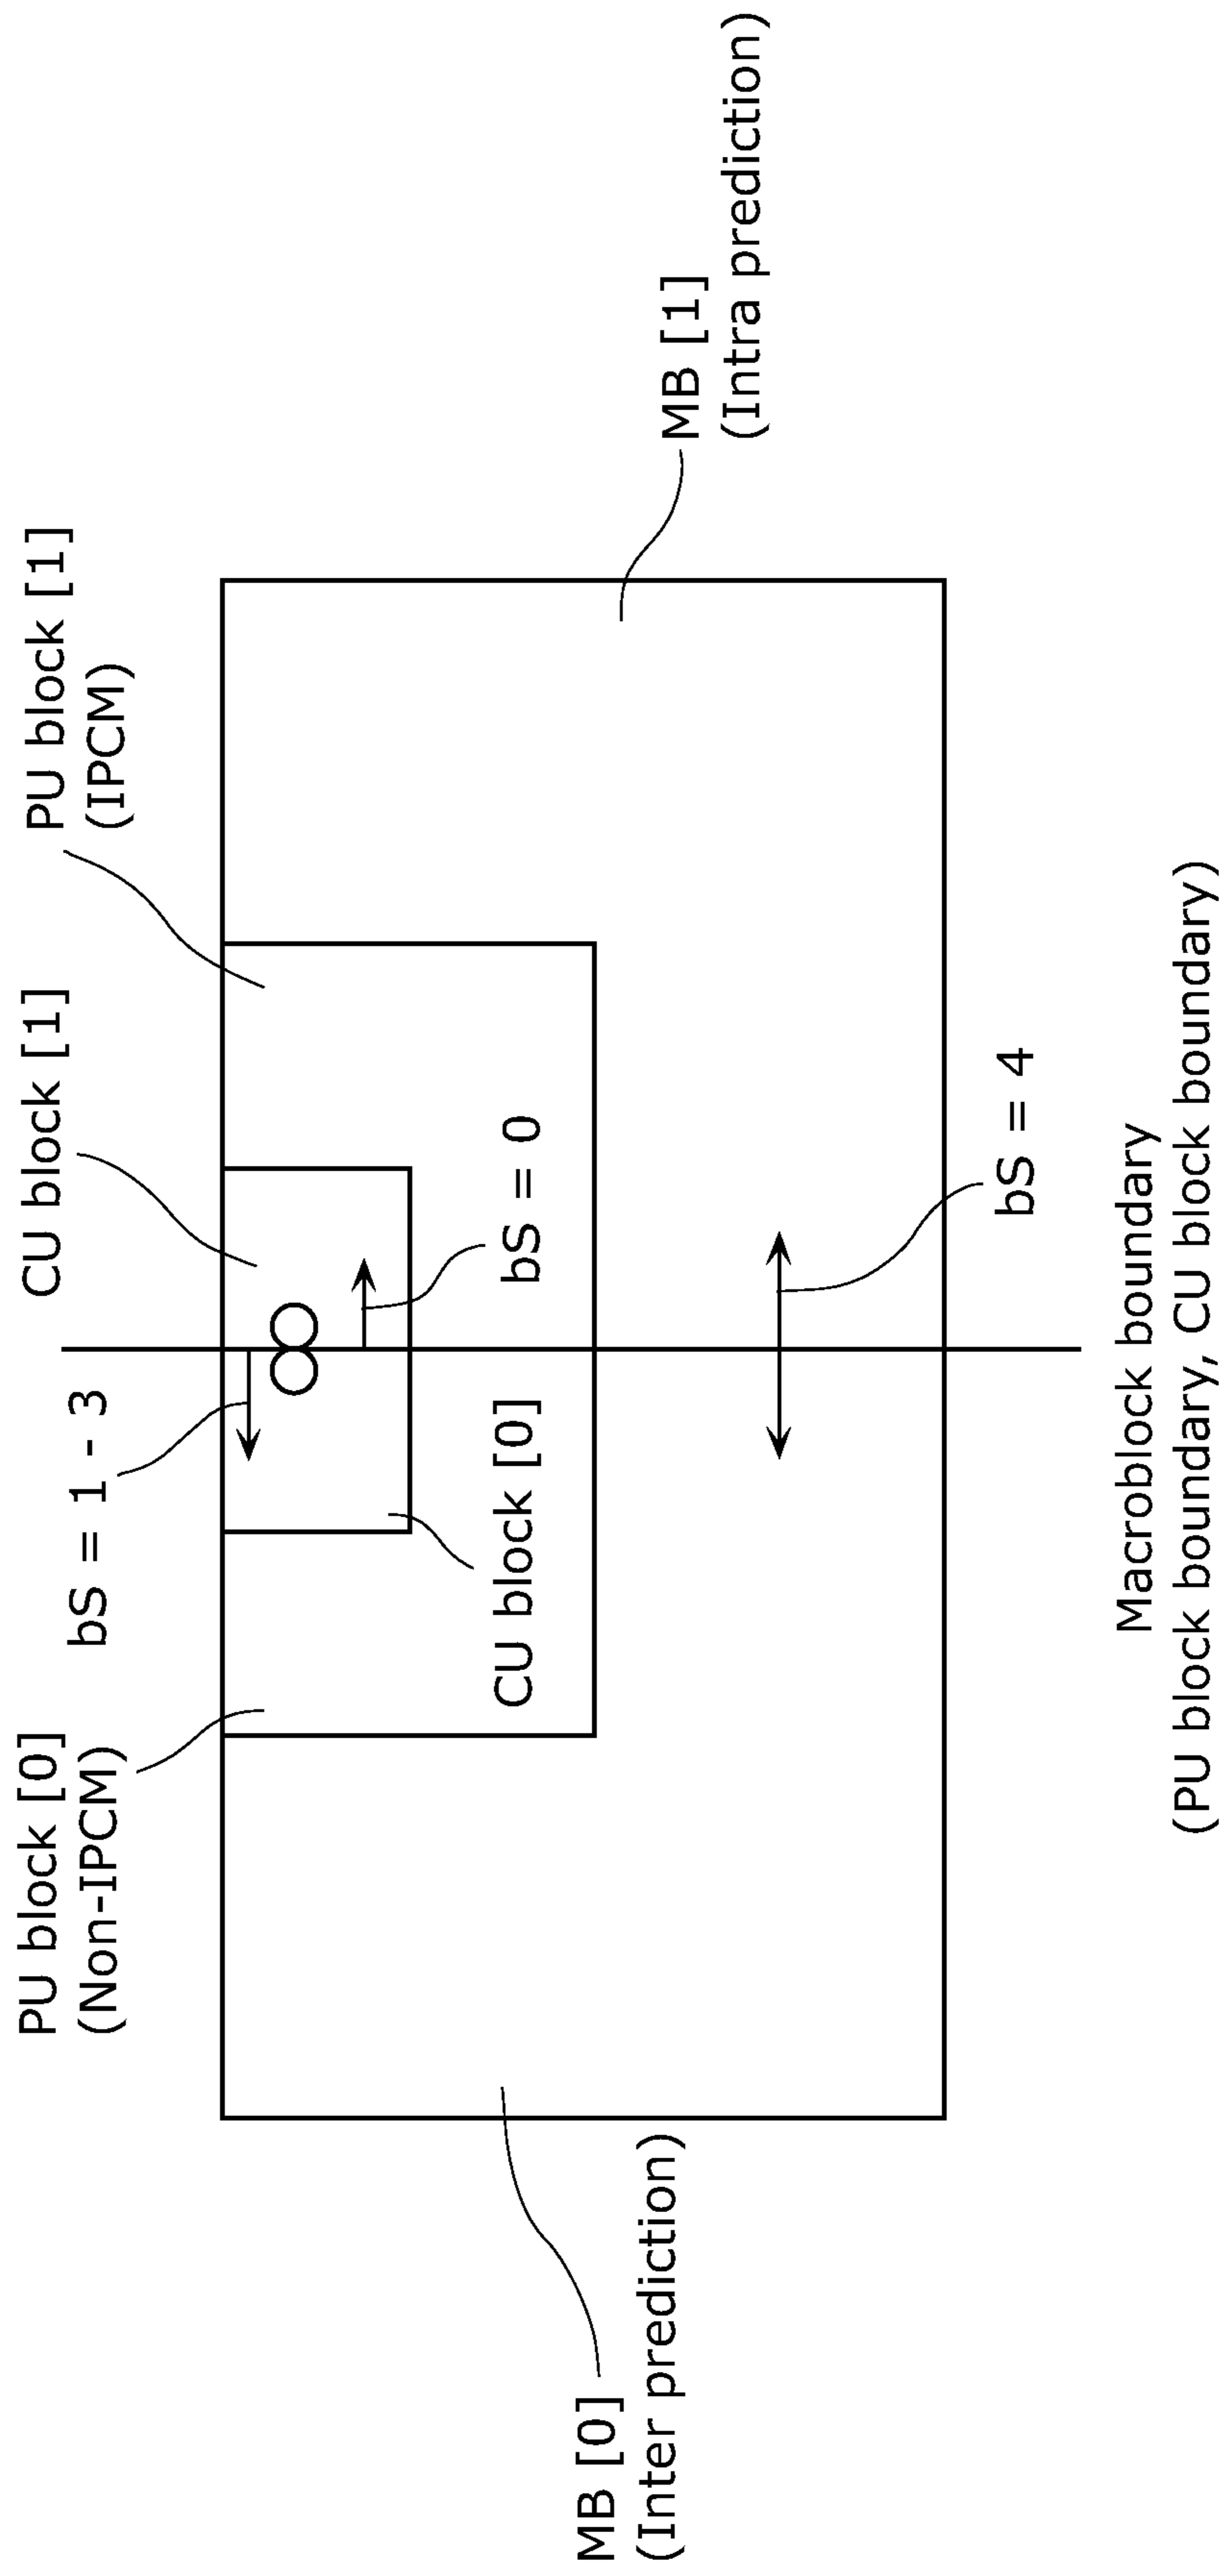 PU block [0]
(Non-IPCM)
bS = 1 - 3
CU block [1]
PU block [1]
(IPCM)
CU block [0]
bS = 0
MB [0]
(Inter prediction)
MB [1]
(Intra prediction)
bS = 4
Macroblock boundary
(PU block boundary, CU block boundary)